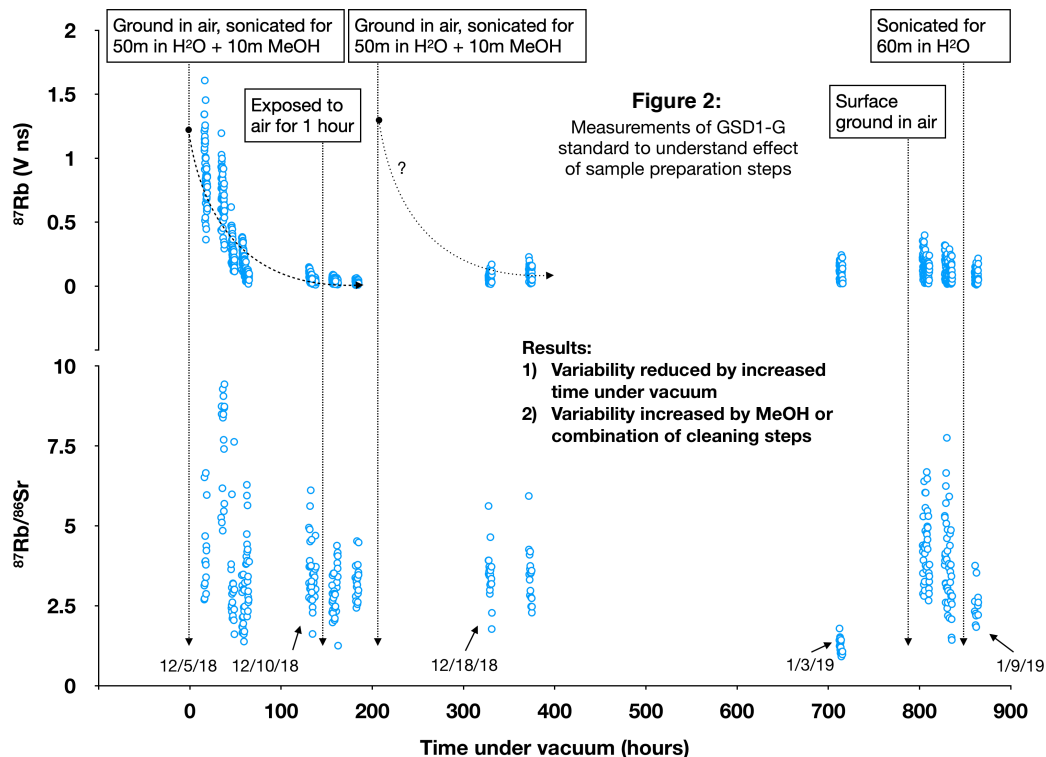 Ground in air, sonicated for
50m in H²O + 10m MeOH
Ground in air, sonicated for
50m in H²O + 10m MeOH
Sonicated for
60m in H²O
Exposed to
air for 1 hour
Surface
ground in air
Figure 2:
Measurements of GSD1-G
standard to understand effect
of sample preparation steps
?
⁸⁷Rb (V ns)
2
1.5
1
0.5
0
Results:
1) Variability reduced by increased
time under vacuum
2) Variability increased by MeOH or
combination of cleaning steps
⁸⁷Rb/⁸⁶Sr
10
7.5
5
2.5
0
12/5/18
12/10/18
12/18/18
1/3/19
1/9/19
0
100
200
300
400
500
600
700
800
900
Time under vacuum (hours)